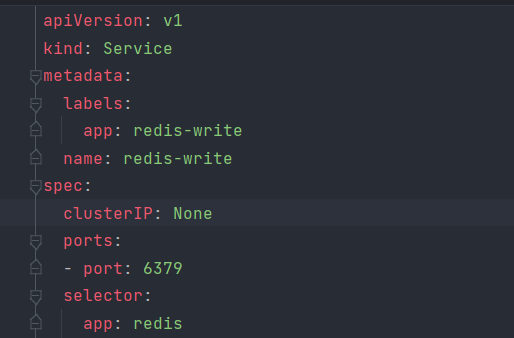 apiVersion: v1
kind: Service
metadata:
  labels:
    app: redis-write
  name: redis-write
spec:
  clusterIP: None
  ports:
  - port: 6379
  selector:
    app: redis